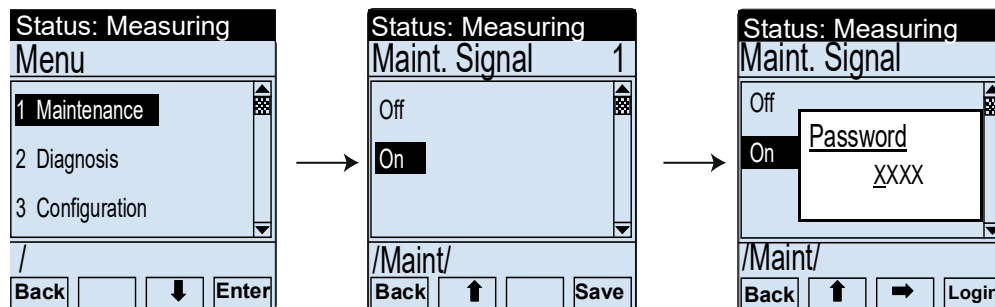 Status: Measuring
Menu
1 Maintenance
2 Diagnosis
3 Configuration
/
Back Enter
Status: Measuring
Maint. Signal 1
Off
On
/Maint/
Back Save
Status: Measuring
Maint. Signal
Off
On
Password
XXXX
/Maint/
Back Login